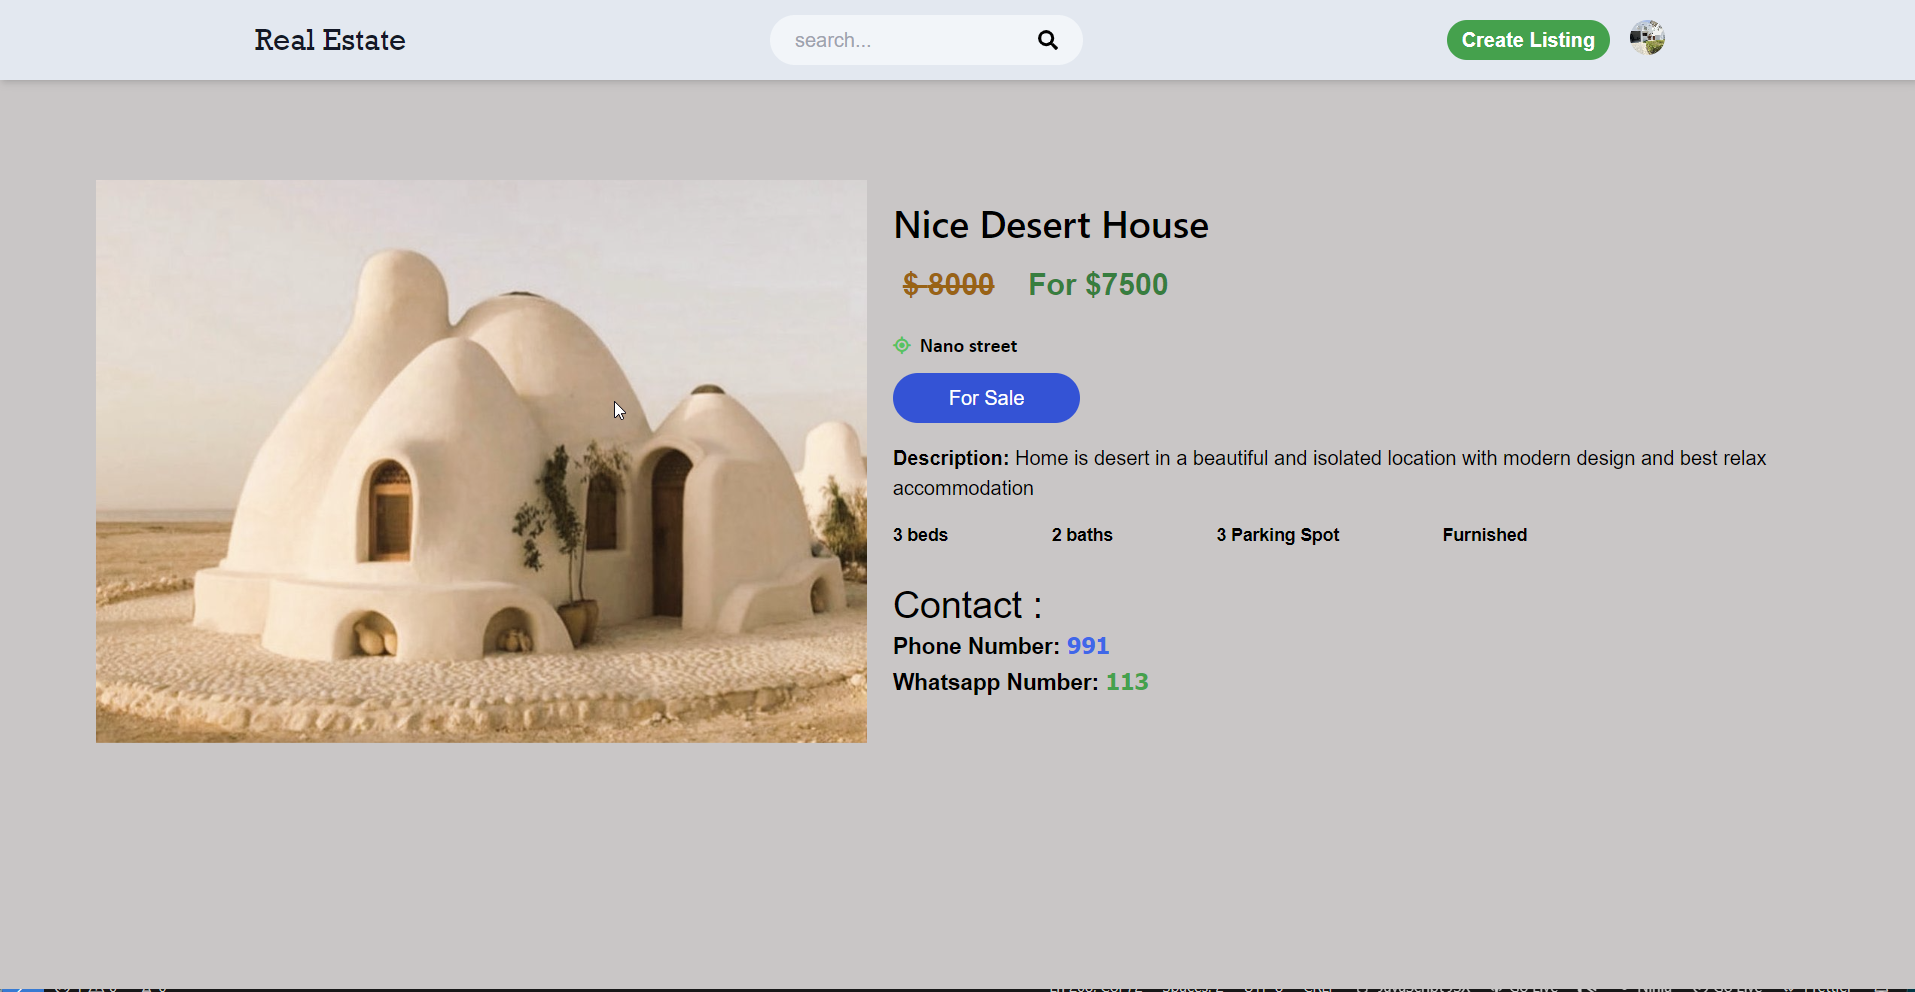 Real Estate
search...
Create Listing
Nice Desert House
$ 8000 For $7500
Nano street
For Sale
Description: Home is desert in a beautiful and isolated location with modern design and best relax
accommodation
3 beds 2 baths 3 Parking Spot Furnished
Contact :
Phone Number: 991
Whatsapp Number: 113